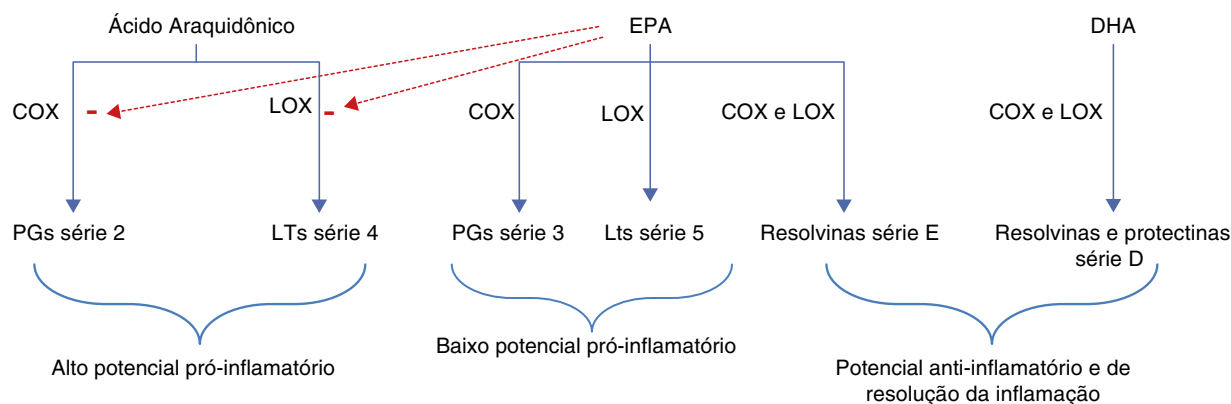 Ácido Araquidônico
EPA
DHA
COX
-
LOX
-
COX
LOX
COX e LOX
COX e LOX
PGs série 2
LTs série 4
PGs série 3
Lts série 5
Resolvinas série E
Resolvinas e protectinas
série D
Alto potencial pró-inflamatório
Baixo potencial pró-inflamatório
Potencial anti-inflamatório e de
resolução da inflamação